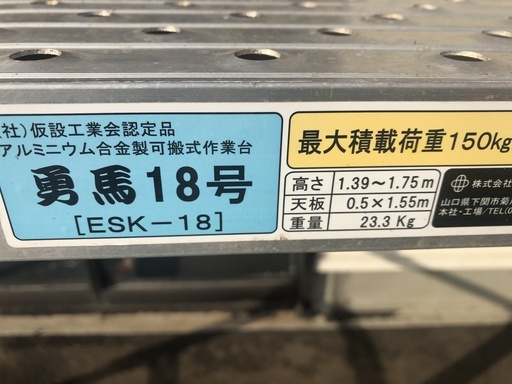 社）仮設工業会認定品
アルミニウム合金製可搬式作業台
勇馬18号
[ESK－18]
最大積載荷重150kg
高さ 1.39～1.75m
天板 0.5×1.55m
重量 23.3Kg
株式会社
山口県下関市菊
本社・工場/TEL(0